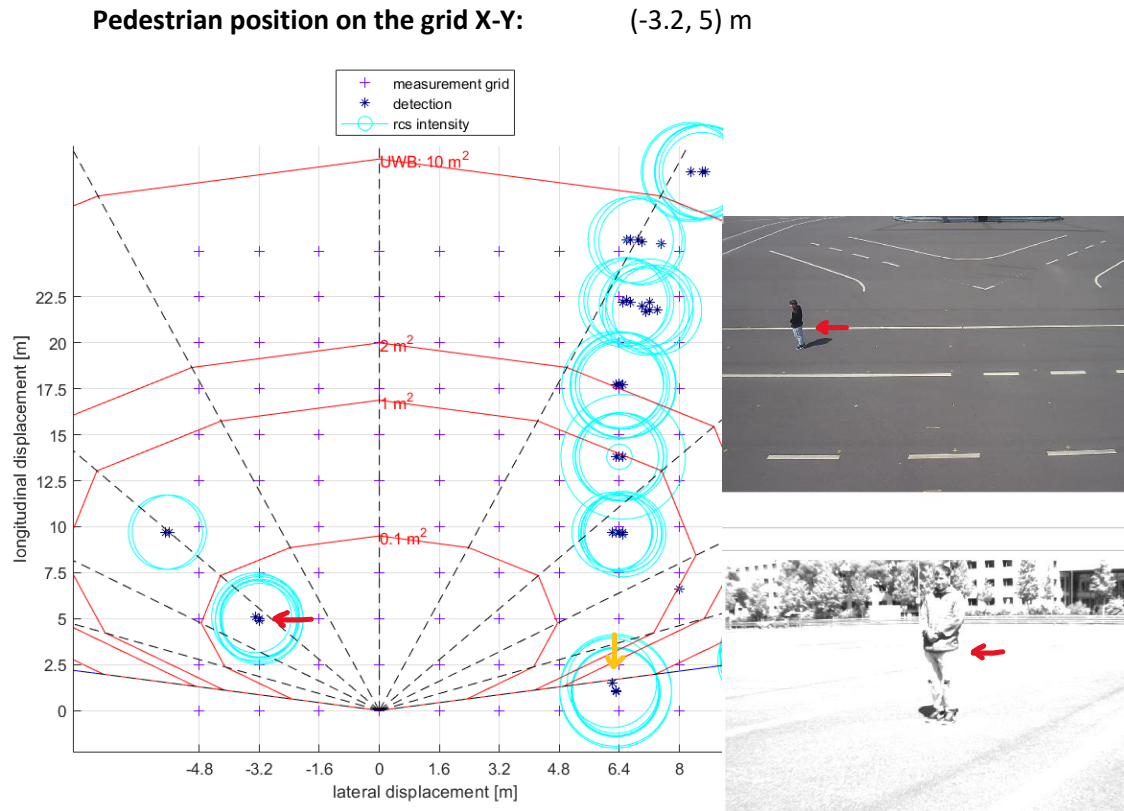 Pedestrian position on the grid X-Y: (-3.2, 5) m
measurement grid
detection
rcs intensity
UWB: 10 m²
2 m²
1 m²
0.1 m²
22.5
20
17.5
15
12.5
10
7.5
5
2.5
0
longitudinal displacement [m]
-4.8
-3.2
-1.6
0
1.6
3.2
4.8
6.4
8
lateral displacement [m]